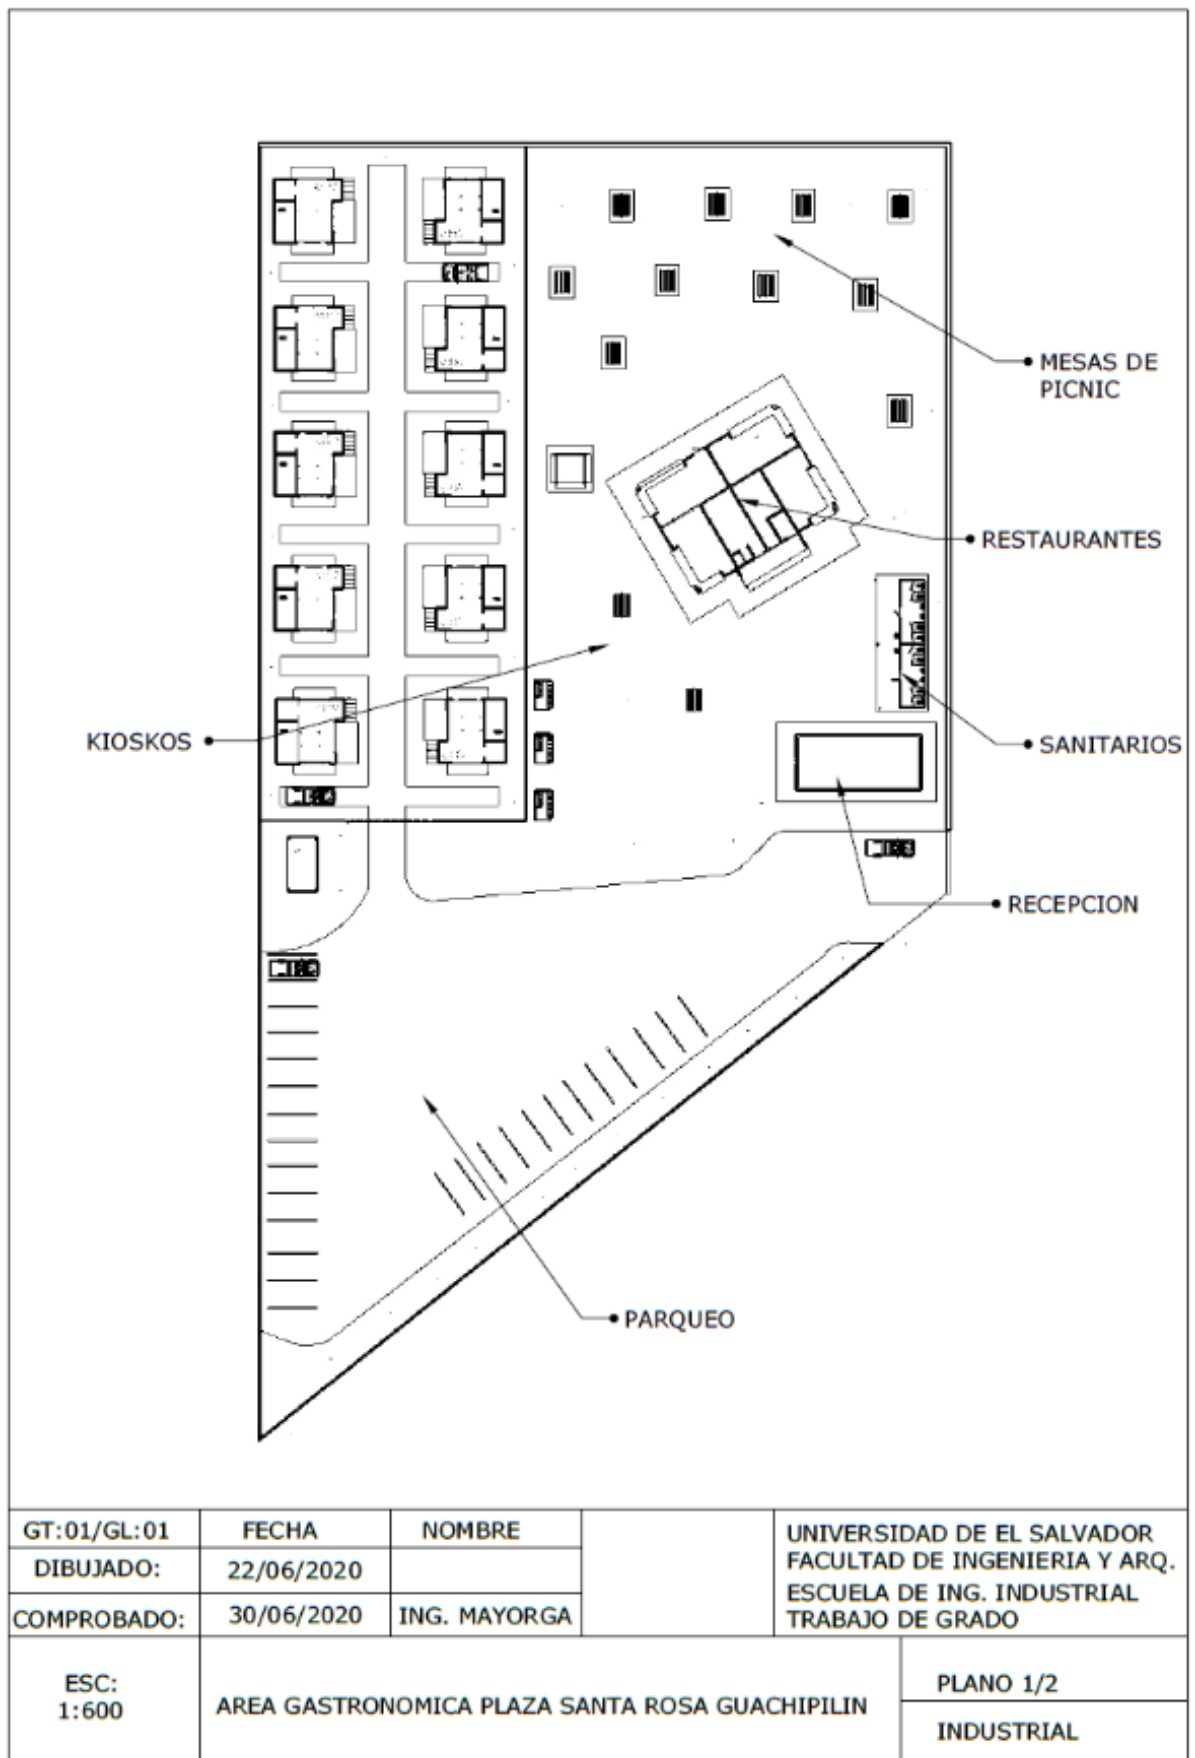 MESAS DE
PICNIC
RESTAURANTES
KIOSKOS
SANITARIOS
RECEPCION
PARQUEO
GT:01/GL:01
FECHA
NOMBRE
DIBUJADO:
22/06/2020
COMPROBADO:
30/06/2020
ING. MAYORGA
UNIVERSIDAD DE EL SALVADOR
FACULTAD DE INGENIERIA Y ARQ.
ESCUELA DE ING. INDUSTRIAL
TRABAJO DE GRADO
ESC:
1:600
AREA GASTRONOMICA PLAZA SANTA ROSA GUACHIPILIN
PLANO 1/2
INDUSTRIAL